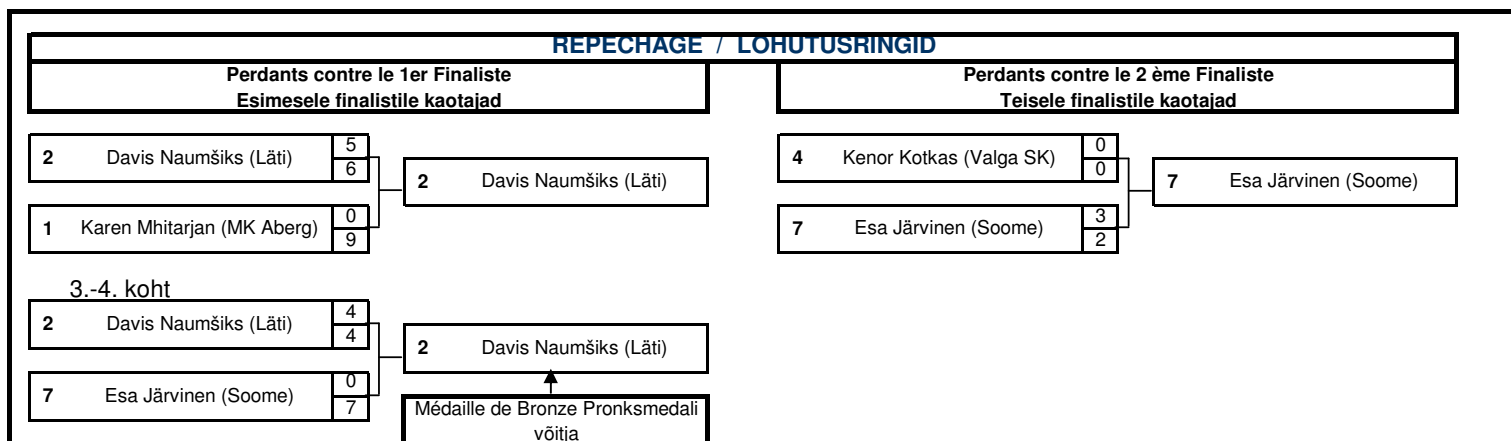 REPECHAGE / LOHUTUSRINGID
Perdants contre le 1er Finaliste
Esimesele finalistile kaotajad
Perdants contre le 2 ème Finaliste
Teisele finalistile kaotajad
2 Davis Naumšiks (Läti) 5
6
2 Davis Naumšiks (Läti)
1 Karen Mhitarjan (MK Aberg) 0
9
4 Kenor Kotkas (Valga SK) 0
0
7 Esa Järvinen (Soome)
7 Esa Järvinen (Soome) 3
2
3.-4. koht
2 Davis Naumšiks (Läti) 4
4
2 Davis Naumšiks (Läti)
7 Esa Järvinen (Soome) 0
7
Médaille de Bronze Pronksmedali
võitja